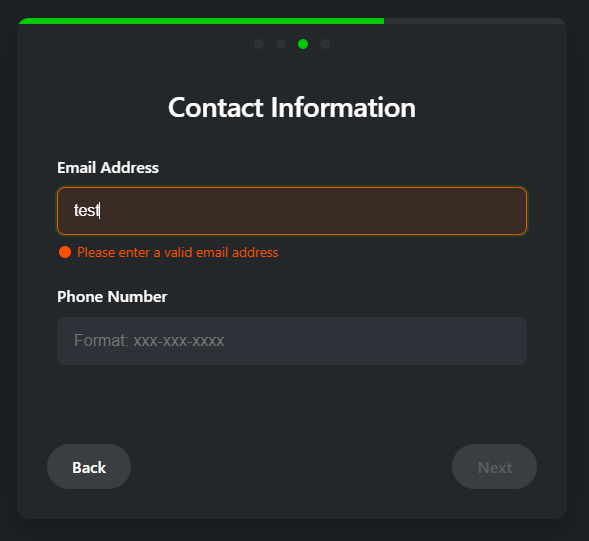 Contact Information
Email Address
test
Please enter a valid email address
Phone Number
Format: xxx-xxx-xxxx
Back
Next